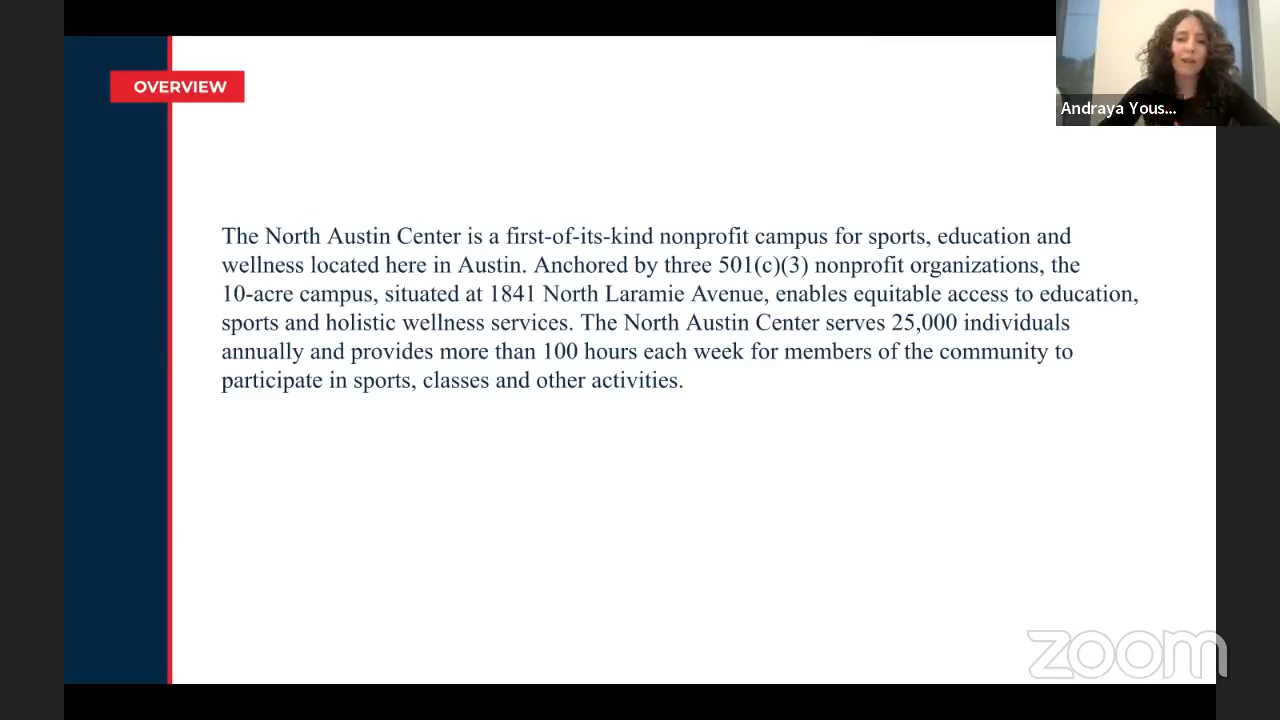 OVERVIEW
Andraya Yous...
The North Austin Center is a first-of-its-kind nonprofit campus for sports, education and
wellness located here in Austin. Anchored by three 501(c)(3) nonprofit organizations, the
10-acre campus, situated at 1841 North Laramie Avenue, enables equitable access to education,
sports and holistic wellness services. The North Austin Center serves 25,000 individuals
annually and provides more than 100 hours each week for members of the community to
participate in sports, classes and other activities.
zoom